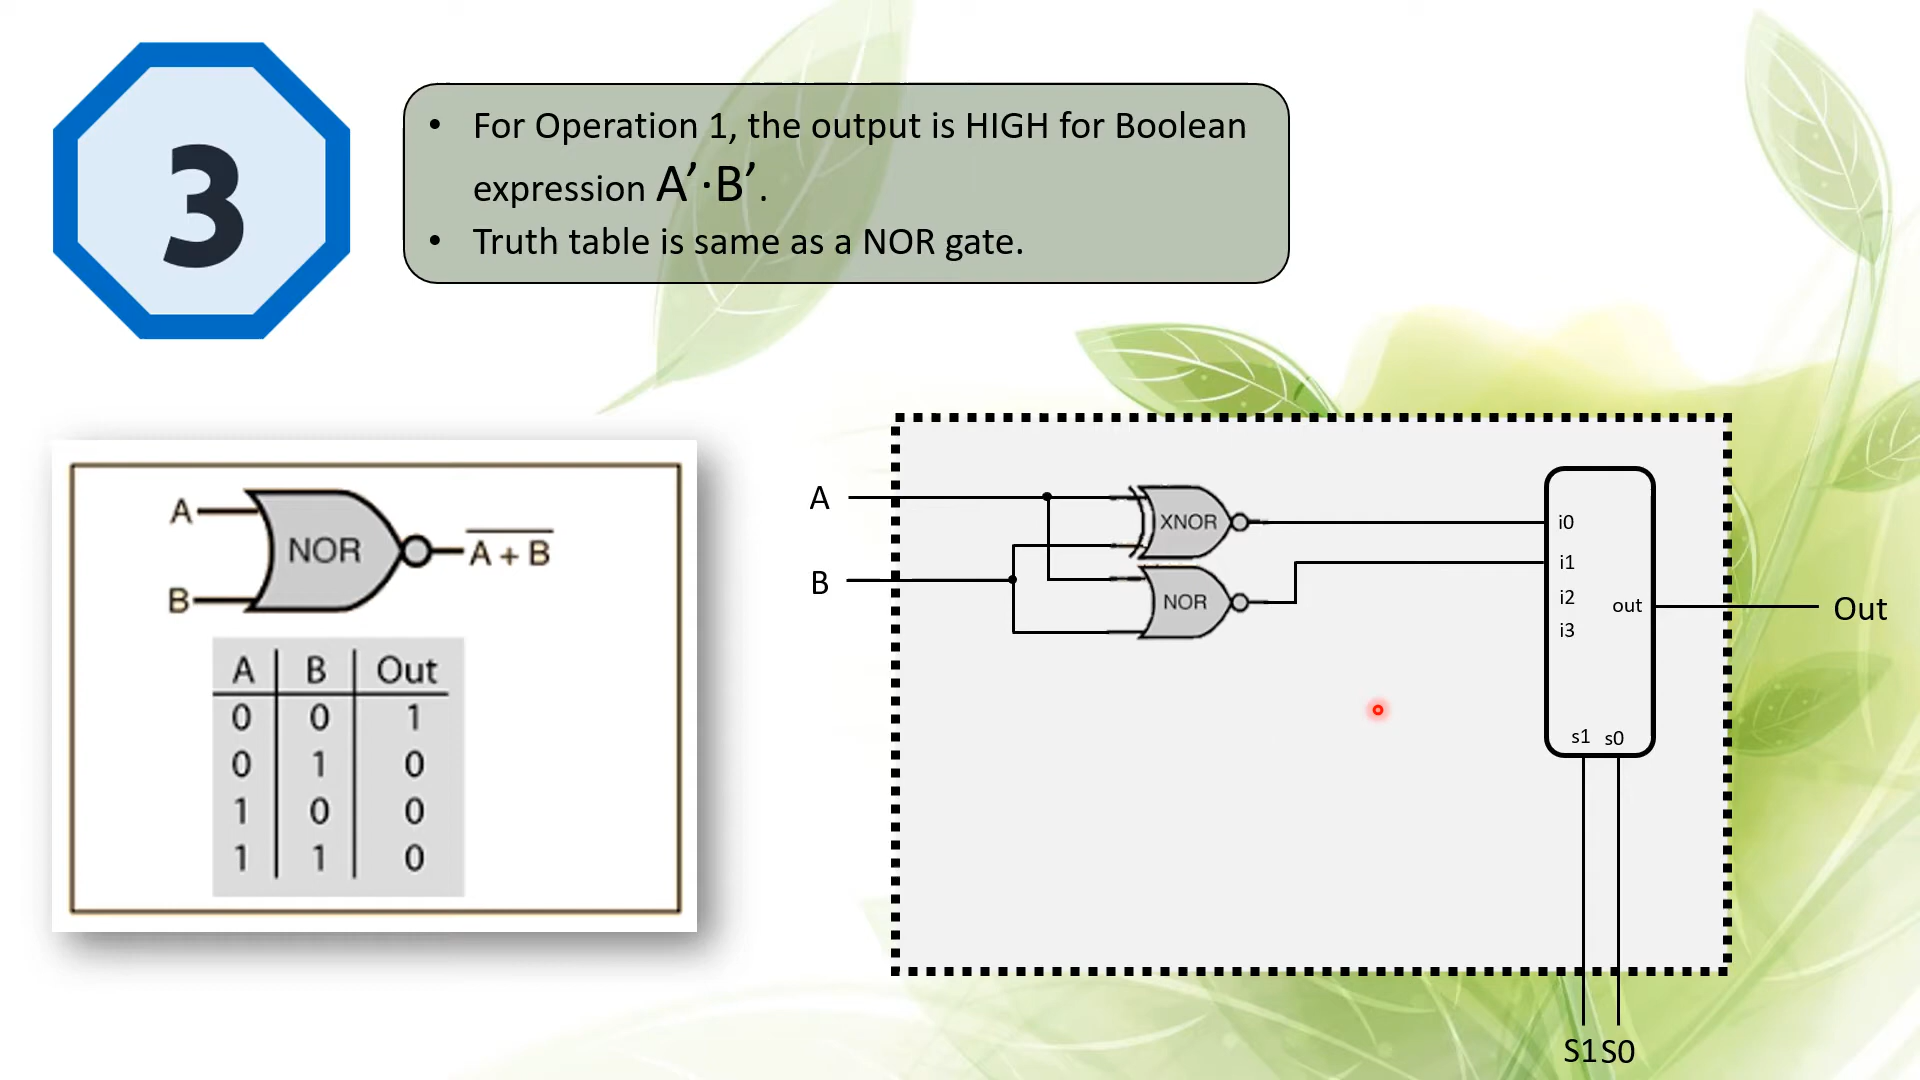 3
• For Operation 1, the output is HIGH for Boolean
expression A’·B’.
• Truth table is same as a NOR gate.
A
NOR
A + B
B
A B Out
0 0 1
0 1 0
1 0 0
1 1 0
A
XNOR
i0
i1
B
NOR
i2
out
Out
i3
s1 s0
S1 S0